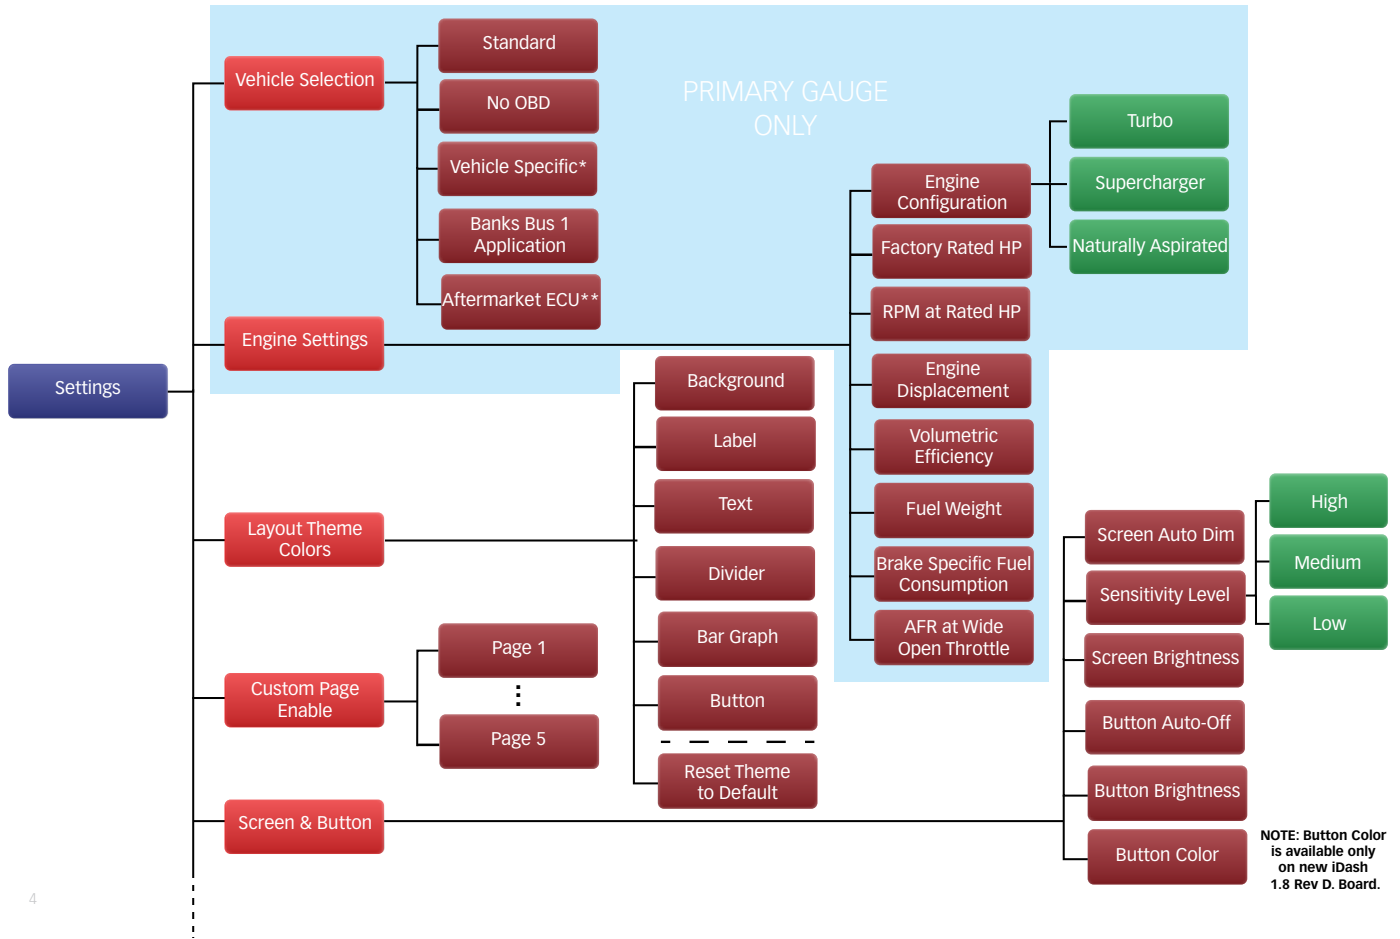 Settings
Vehicle Selection
Standard
No OBD
Vehicle Specific*
Banks Bus 1
Application
Aftermarket ECU**
PRIMARY GAUGE
ONLY
Engine Settings
Engine
Configuration
Turbo
Supercharger
Naturally Aspirated
Factory Rated HP
RPM at Rated HP
Engine
Displacement
Volumetric
Efficiency
Fuel Weight
Brake Specific Fuel
Consumption
AFR at Wide
Open Throttle
Layout Theme
Colors
Background
Label
Text
Divider
Bar Graph
Button
Reset Theme
to Default
Custom Page
Enable
Page 1
Page 5
Screen & Button
Screen Auto Dim
Sensitivity Level
High
Medium
Low
Screen Brightness
Button Auto-Off
Button Brightness
Button Color
NOTE: Button Color
is available only
on new iDash
1.8 Rev D. Board.
4